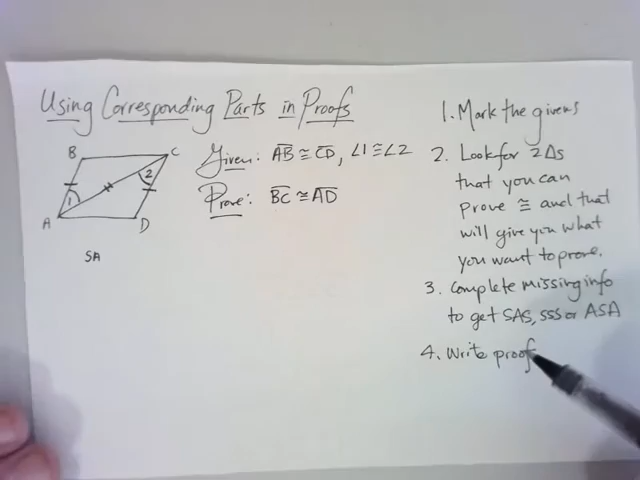 Using Corresponding Parts in Proofs
Given: AB ≅ CD, ∠1 ≅ ∠2
Prove: BC ≅ AD
B
C
2
1
A
D
SA
1. Mark the givens
2. Look for 2 Δs
that you can
prove ≅ and that
will give you what
you want to prove.
3. Complete missing info
to get SAS, SSS or ASA
4. Write proof